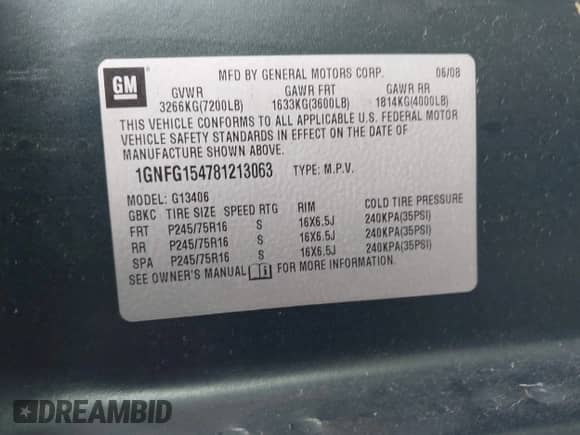 GM
MFD BY GENERAL MOTORS CORP. 06/08
GVWR GAWR FRT GAWR RR
3266KG(7200LB) 1633KG(3600LB) 1814KG(4000LB)
THIS VEHICLE CONFORMS TO ALL APPLICABLE U.S. FEDERAL MOTOR
VEHICLE SAFETY STANDARDS IN EFFECT ON THE DATE OF
MANUFACTURE SHOWN ABOVE.
1GNFG154781213063 TYPE: M.P.V.
MODEL: G13406
GBKC TIRE SIZE SPEED RTG RIM COLD TIRE PRESSURE
FRT P245/75R16 S 16X6.5J 240KPA(35PSI)
RR P245/75R16 S 16X6.5J 240KPA(35PSI)
SPA P245/75R16 S 16X6.5J 240KPA(35PSI)
SEE OWNER'S MANUAL FOR MORE INFORMATION.
DREAMBID